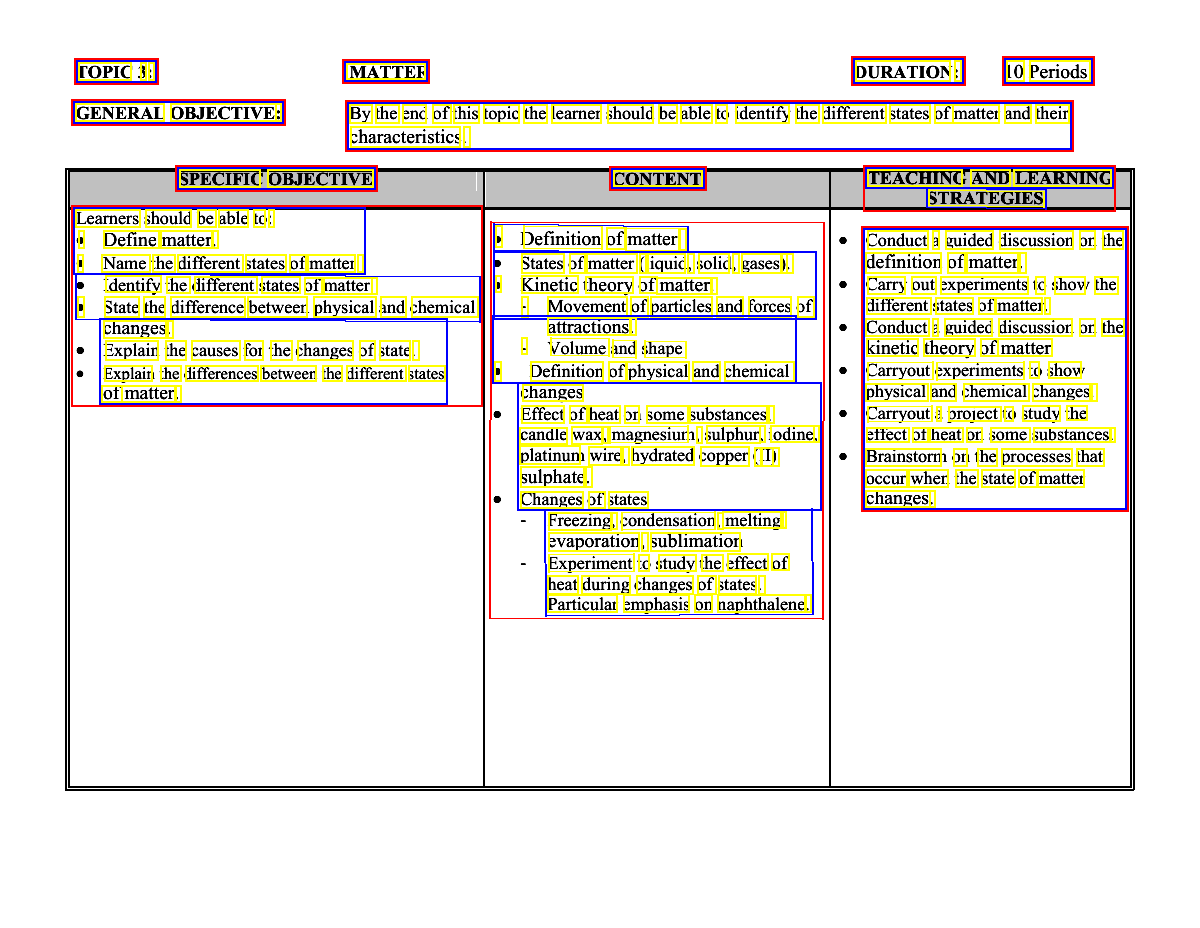 TOPIC 3: MATTER DURATION: 10 Periods
GENERAL OBJECTIVE: By the end of this topic the learner should be able to identify the different states of matter and their
characteristics.
SPECIFIC OBJECTIVE
Learners should be able to:
• Define matter.
• Name the different states of matter
• Identify the different states of matter
• State the difference between physical and chemical
changes.
• Explain the causes for the changes of state.
• Explain the differences between the different states
of matter.
CONTENT
• Definition of matter
• States of matter (liquid, solid, gases).
• Kinetic theory of matter
- Movement of particles and forces of
attractions.
- Volume and shape
• Definition of physical and chemical
changes
• Effect of heat on some substances,
candle wax, magnesium, sulphur, iodine,
platinum wire, hydrated copper (II)
sulphate.
• Changes of states
- Freezing, condensation, melting
evaporation, sublimation
- Experiment to study the effect of
heat during changes of states.
Particular emphasis on naphthalene.
TEACHING AND LEARNING
STRATEGIES
• Conduct a guided discussion on the
definition of matter.
• Carry out experiments to show the
different states of matter.
• Conduct a guided discussion on the
kinetic theory of matter
• Carryout experiments to show
physical and chemical changes.
• Carryout a project to study the
effect of heat on some substances.
• Brainstorm on the processes that
occur when the state of matter
changes.